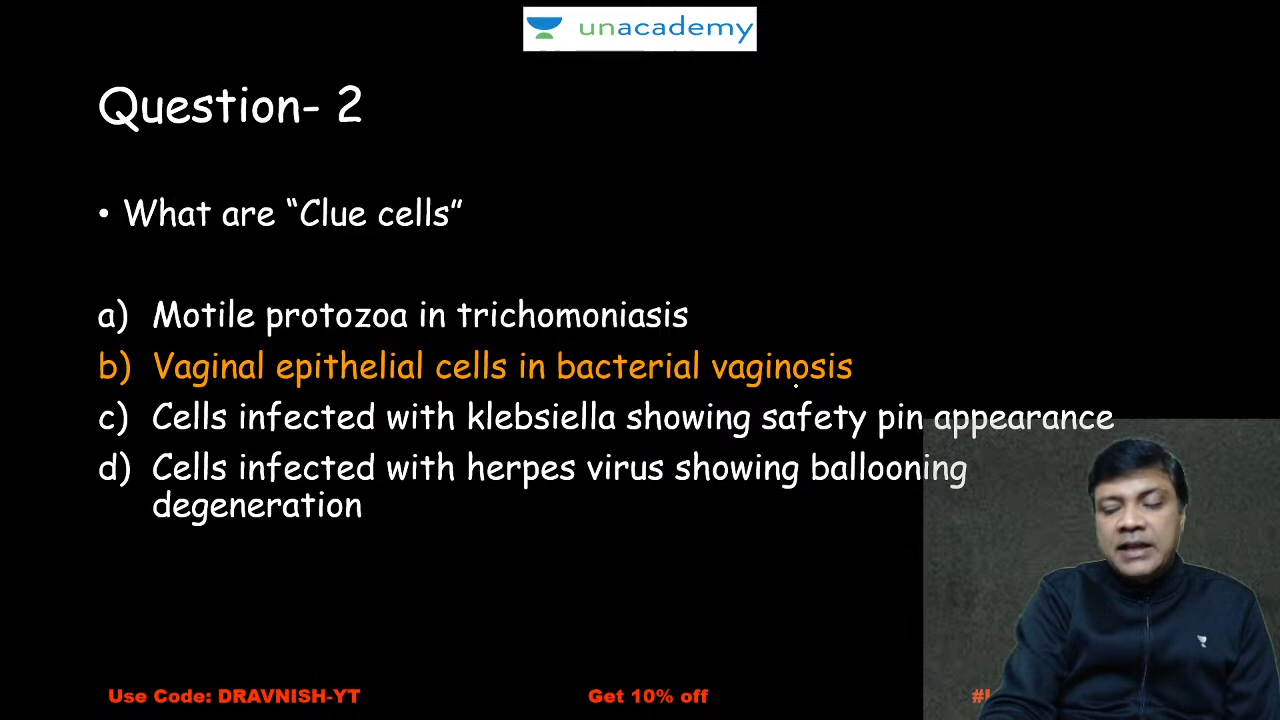 unacademy
Question- 2
• What are “Clue cells”
a) Motile protozoa in trichomoniasis
b) Vaginal epithelial cells in bacterial vaginosis
c) Cells infected with klebsiella showing safety pin appearance
d) Cells infected with herpes virus showing ballooning
degeneration
Use Code: DRAVNISH-YT Get 10% off